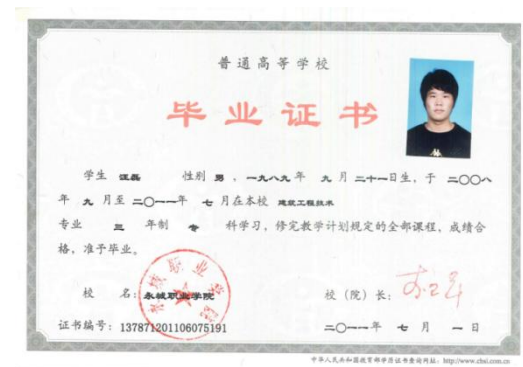 普通高等学校
毕业证书
学生 汪磊 性别 男 、一九八九年 九 月 二十一日生，于 二〇〇八
年 九 月至 二〇一一年 七 月在本校 建筑工程技术
专业 三 年制 专 科学习，修完教学计划规定的全部课程，成绩合
格，准予毕业。
校 名：永城职业学院
校（院）长：
证书编号：137871201106075191
二〇一一年 七 月 一日
永城职业学院
中华人民共和国教育部学历证书查询网址：http://www.chsi.com.cn